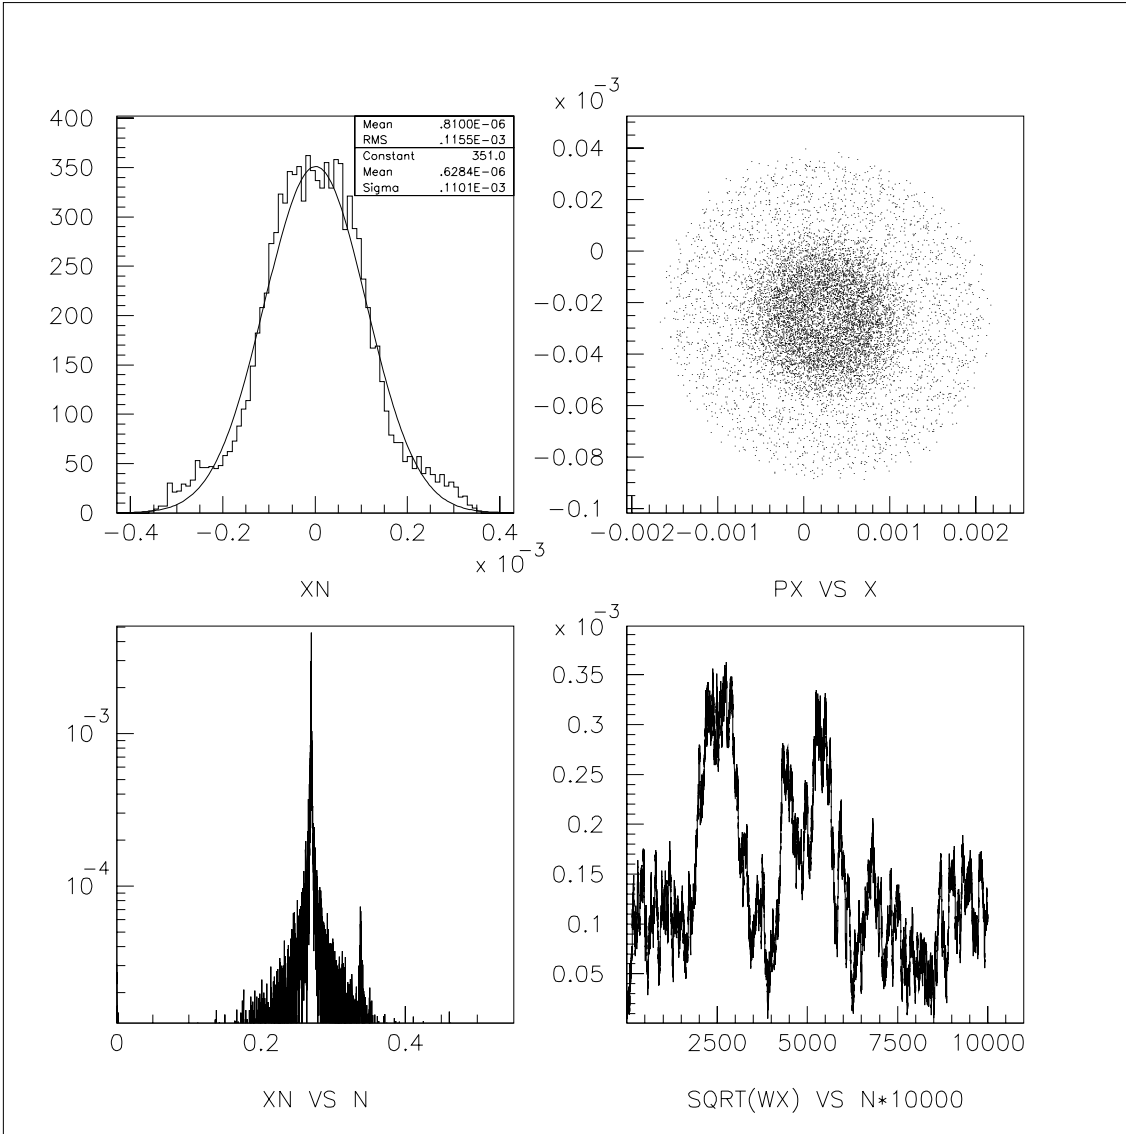 400
350
300
250
200
150
100
50
0
−0.4 −0.2 0 0.2 0.4
x 10-3
XN
Mean .8100E-06
RMS .1155E-03
Constant 351.0
Mean .6284E-06
Sigma .1101E-03
x 10-3
0.04
0.02
0
−0.02
−0.04
−0.06
−0.08
−0.1
−0.002 −0.001 0 0.001 0.002
PX VS X
10-3
10-4
0 0.2 0.4
XN VS N
x 10-3
0.35
0.3
0.25
0.2
0.15
0.1
0.05
2500 5000 7500 10000
SQRT(WX) VS N*10000